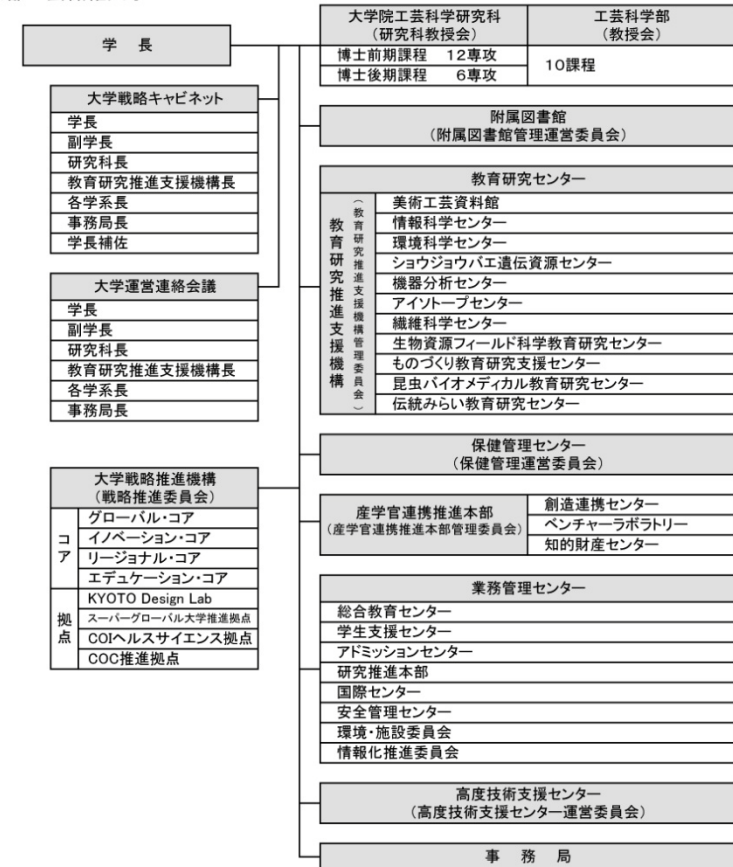 学 長
大学戦略キャビネット
学長
副学長
研究科長
教育研究推進支援機構長
各学系長
事務局長
学長補佐
大学運営連絡会議
学長
副学長
研究科長
教育研究推進支援機構長
各学系長
事務局長
大学戦略推進機構
(戦略推進委員会)
コア
グローバル・コア
イノベーション・コア
リージョナル・コア
エデュケーション・コア
拠点
KYOTO Design Lab
スーパーグローバル大学推進拠点
COIヘルスサイエンス拠点
COC推進拠点
大学院工芸科学研究科
(研究科教授会)
博士前期課程 12専攻
博士後期課程 6専攻
工芸科学部
(教授会)
10課程
附属図書館
(附属図書館管理運営委員会)
教育研究センター
教育研究推進支援機構
(教育研究推進支援機構管理委員会)
美術工芸資料館
情報科学センター
環境科学センター
ショウジョウバエ遺伝資源センター
機器分析センター
アイソトープセンター
繊維科学センター
生物資源フィールド科学教育研究センター
ものづくり教育研究支援センター
昆虫バイオメディカル教育研究センター
伝統みらい教育研究センター
保健管理センター
(保健管理運営委員会)
産学官連携推進本部
(産学官連携推進本部管理委員会)
創造連携センター
ベンチャーラボラトリー
知的財産センター
業務管理センター
総合教育センター
学生支援センター
アドミッションセンター
研究推進本部
国際センター
安全管理センター
環境・施設委員会
情報化推進委員会
高度技術支援センター
(高度技術支援センター運営委員会)
事 務 局